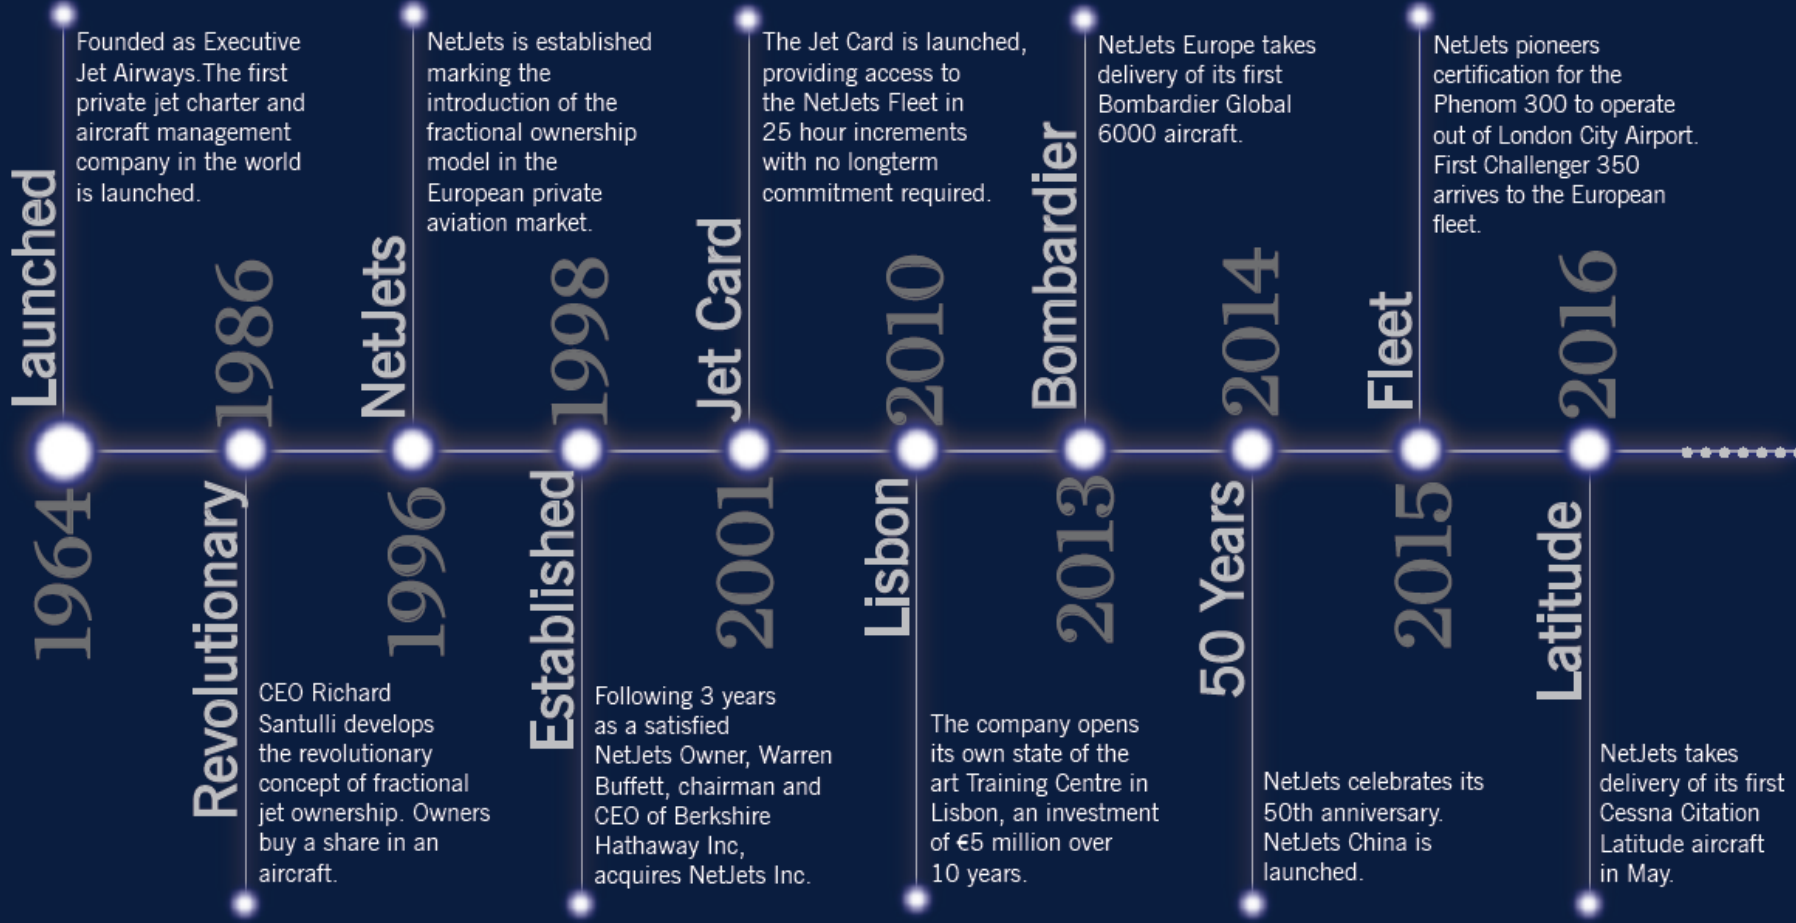 Launched
1964
Founded as Executive
Jet Airways.The first
private jet charter and
aircraft management
company in the world
is launched.
1986
Revolutionary
CEO Richard
Santulli develops
the revolutionary
concept of fractional
jet ownership. Owners
buy a share in an
aircraft.
NetJets
1996
NetJets is established
marking the
introduction of the
fractional ownership
model in the
European private
aviation market.
1998
Established
Following 3 years
as a satisfied
NetJets Owner, Warren
Buffett, chairman and
CEO of Berkshire
Hathaway Inc,
acquires NetJets Inc.
Jet Card
2001
The Jet Card is launched,
providing access to
the NetJets Fleet in
25 hour increments
with no longterm
commitment required.
2010
Lisbon
The company opens
its own state of the
art Training Centre in
Lisbon, an investment
of €5 million over
10 years.
Bombardier
2013
NetJets Europe takes
delivery of its first
Bombardier Global
6000 aircraft.
2014
50 Years
NetJets celebrates its
50th anniversary.
NetJets China is
launched.
Fleet
2015
NetJets pioneers
certification for the
Phenom 300 to operate
out of London City Airport.
First Challenger 350
arrives to the European
fleet.
2016
Latitude
NetJets takes
delivery of its first
Cessna Citation
Latitude aircraft
in May.